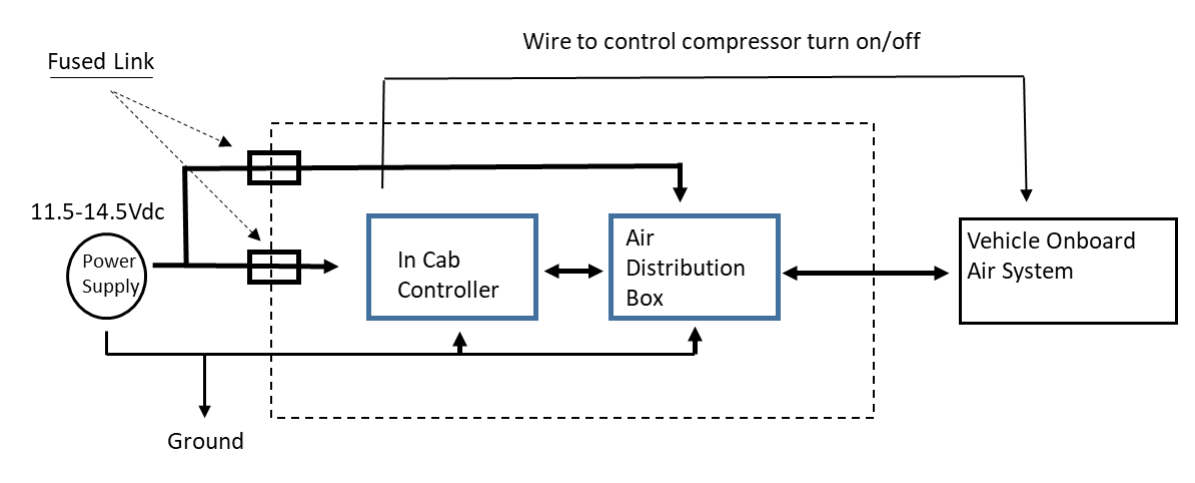 Wire to control compressor turn on/off
Fused Link
11.5-14.5Vdc
Power
Supply
In Cab
Controller
Air
Distribution
Box
Vehicle Onboard
Air System
Ground